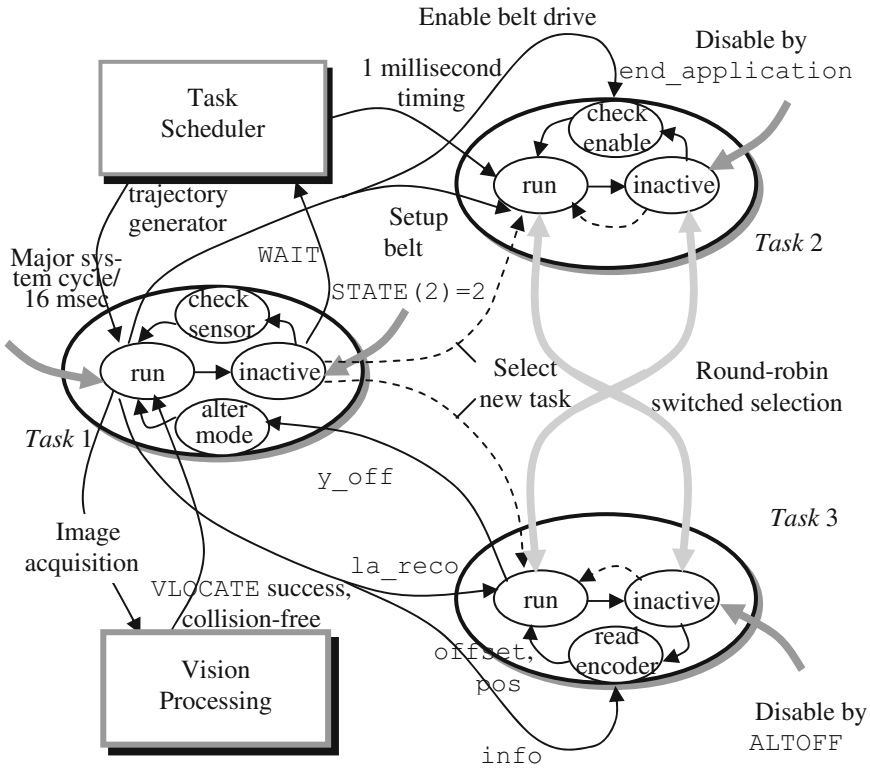 Enable belt drive
Disable by
end_application
1 millisecond
timing
Task
Scheduler
check
enable
run
inactive
Task 2
trajectory
generator
Setup
belt
WAIT
Major sys-
tem cycle/
16 msec
STATE(2)=2
check
sensor
run
inactive
alter
mode
Task 1
Select
new task
Round-robin
switched selection
y_off
Task 3
Image
acquisition
la_reco
VLOCATE success,
collision-free
run
inactive
read
encoder
offset,
pos
Vision
Processing
info
Disable by
ALTOFF